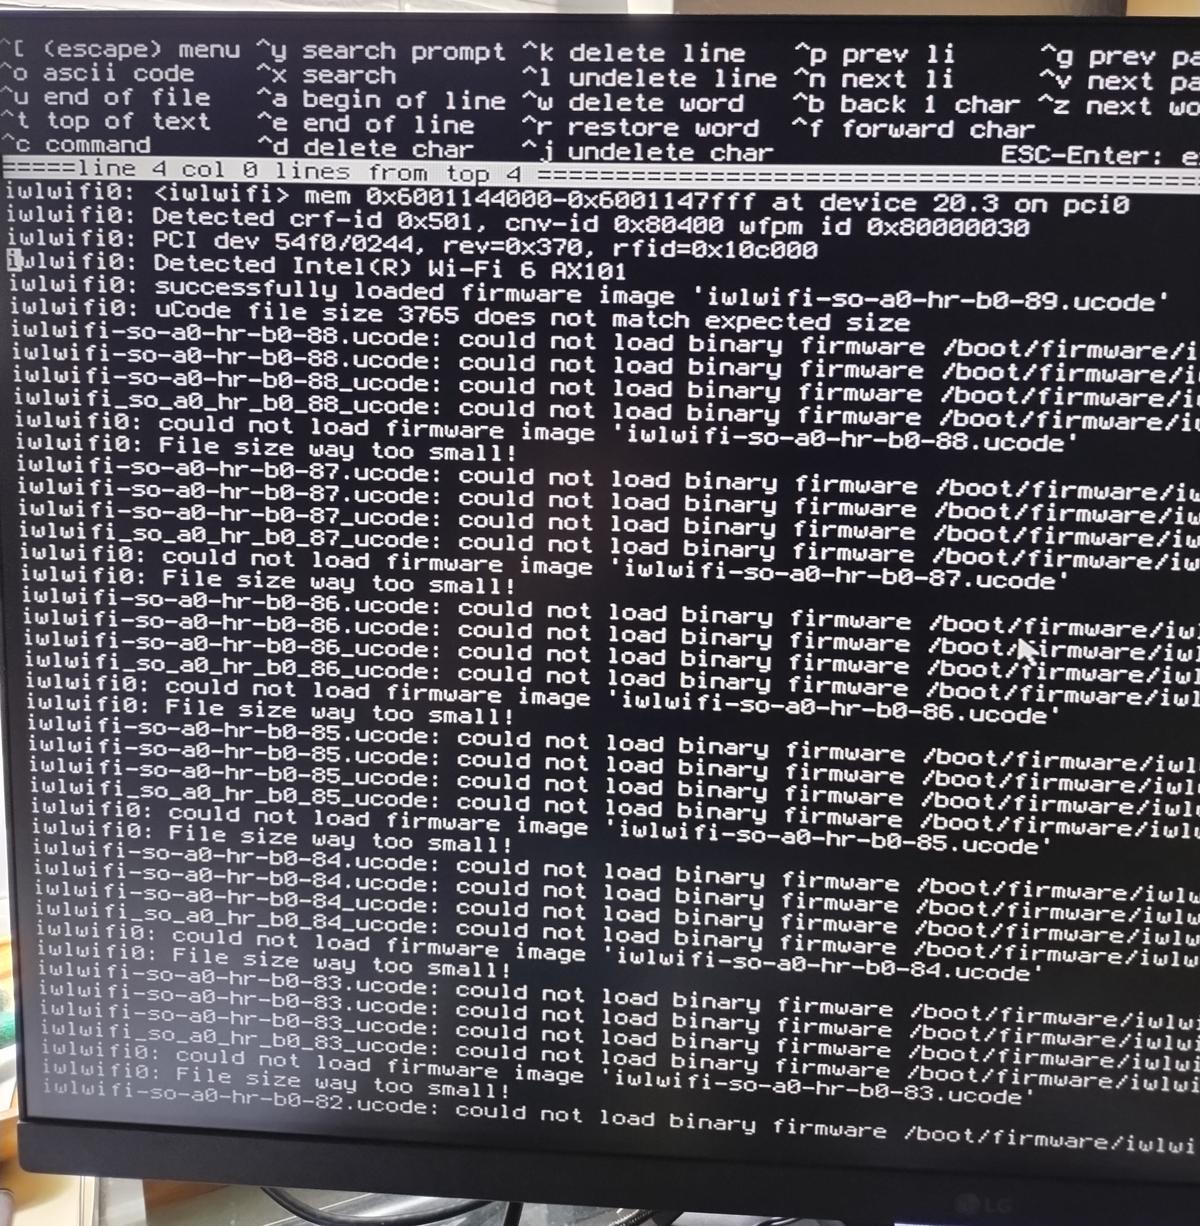 ^[ (escape) menu ^y search prompt ^k delete line ^p prev li ^g prev pa
^o ascii code ^x search ^l undelete line ^n next li ^v next pa
^u end of file ^a begin of line ^w delete word ^b back 1 char ^z next wo
^t top of text ^e end of line ^r restore word ^f forward char
^c command ^d delete char ^j undelete char ESC-Enter: e
=====line 4 col 0 lines from top 4 ============================================
iwlwifi0: <iwlwifi> mem 0x6001144000-0x6001147fff at device 20.3 on pci0
iwlwifi0: Detected crf-id 0x501, cnv-id 0x80400 wfpm id 0x80000030
iwlwifi0: PCI dev 54f0/0244, rev=0x370, rfid=0x10c000
iwlwifi0: Detected Intel(R) Wi-Fi 6 AX101
iwlwifi0: successfully loaded firmware image 'iwlwifi-so-a0-hr-b0-89.ucode'
iwlwifi0: uCode file size 3765 does not match expected size
iwlwifi-so-a0-hr-b0-88.ucode: could not load binary firmware /boot/firmware/i
iwlwifi-so-a0-hr-b0-88.ucode: could not load binary firmware /boot/firmware/i
iwlwifi-so-a0-hr-b0-88_ucode: could not load binary firmware /boot/firmware/i
iwlwifi_so_a0_hr_b0_88_ucode: could not load binary firmware /boot/firmware/i
iwlwifi0: could not load firmware image 'iwlwifi-so-a0-hr-b0-88.ucode'
iwlwifi0: File size way too small!
iwlwifi-so-a0-hr-b0-87.ucode: could not load binary firmware /boot/firmware/iw
iwlwifi-so-a0-hr-b0-87.ucode: could not load binary firmware /boot/firmware/iw
iwlwifi-so-a0-hr-b0-87_ucode: could not load binary firmware /boot/firmware/iw
iwlwifi_so_a0_hr_b0_87_ucode: could not load binary firmware /boot/firmware/iw
iwlwifi0: could not load firmware image 'iwlwifi-so-a0-hr-b0-87.ucode'
iwlwifi0: File size way too small!
iwlwifi-so-a0-hr-b0-86.ucode: could not load binary firmware /boot/firmware/iw
iwlwifi-so-a0-hr-b0-86.ucode: could not load binary firmware /boot/firmware/iwl
iwlwifi-so-a0-hr-b0-86_ucode: could not load binary firmware /boot/firmware/iwl
iwlwifi_so_a0_hr_b0_86_ucode: could not load binary firmware /boot/firmware/iwl
iwlwifi0: could not load firmware image 'iwlwifi-so-a0-hr-b0-86.ucode'
iwlwifi0: File size way too small!
iwlwifi-so-a0-hr-b0-85.ucode: could not load binary firmware /boot/firmware/iwl
iwlwifi-so-a0-hr-b0-85.ucode: could not load binary firmware /boot/firmware/iwl
iwlwifi-so-a0-hr-b0-85_ucode: could not load binary firmware /boot/firmware/iwl
iwlwifi_so_a0_hr_b0_85_ucode: could not load binary firmware /boot/firmware/iwl
iwlwifi0: could not load firmware image 'iwlwifi-so-a0-hr-b0-85.ucode'
iwlwifi0: File size way too small!
iwlwifi-so-a0-hr-b0-84.ucode: could not load binary firmware /boot/firmware/iwl
iwlwifi-so-a0-hr-b0-84.ucode: could not load binary firmware /boot/firmware/iwlw
iwlwifi-so-a0-hr-b0-84_ucode: could not load binary firmware /boot/firmware/iwlw
iwlwifi_so_a0_hr_b0_84_ucode: could not load binary firmware /boot/firmware/iwlw
iwlwifi0: could not load firmware image 'iwlwifi-so-a0-hr-b0-84.ucode'
iwlwifi0: File size way too small!
iwlwifi-so-a0-hr-b0-83.ucode: could not load binary firmware /boot/firmware/iwlw
iwlwifi-so-a0-hr-b0-83.ucode: could not load binary firmware /boot/firmware/iwlwi
iwlwifi-so-a0-hr-b0-83_ucode: could not load binary firmware /boot/firmware/iwlwi
iwlwifi_so_a0_hr_b0_83_ucode: could not load binary firmware /boot/firmware/iwlwi
iwlwifi0: could not load firmware image 'iwlwifi-so-a0-hr-b0-83.ucode'
iwlwifi0: File size way too small!
iwlwifi-so-a0-hr-b0-82.ucode: could not load binary firmware /boot/firmware/iwlwi
LG